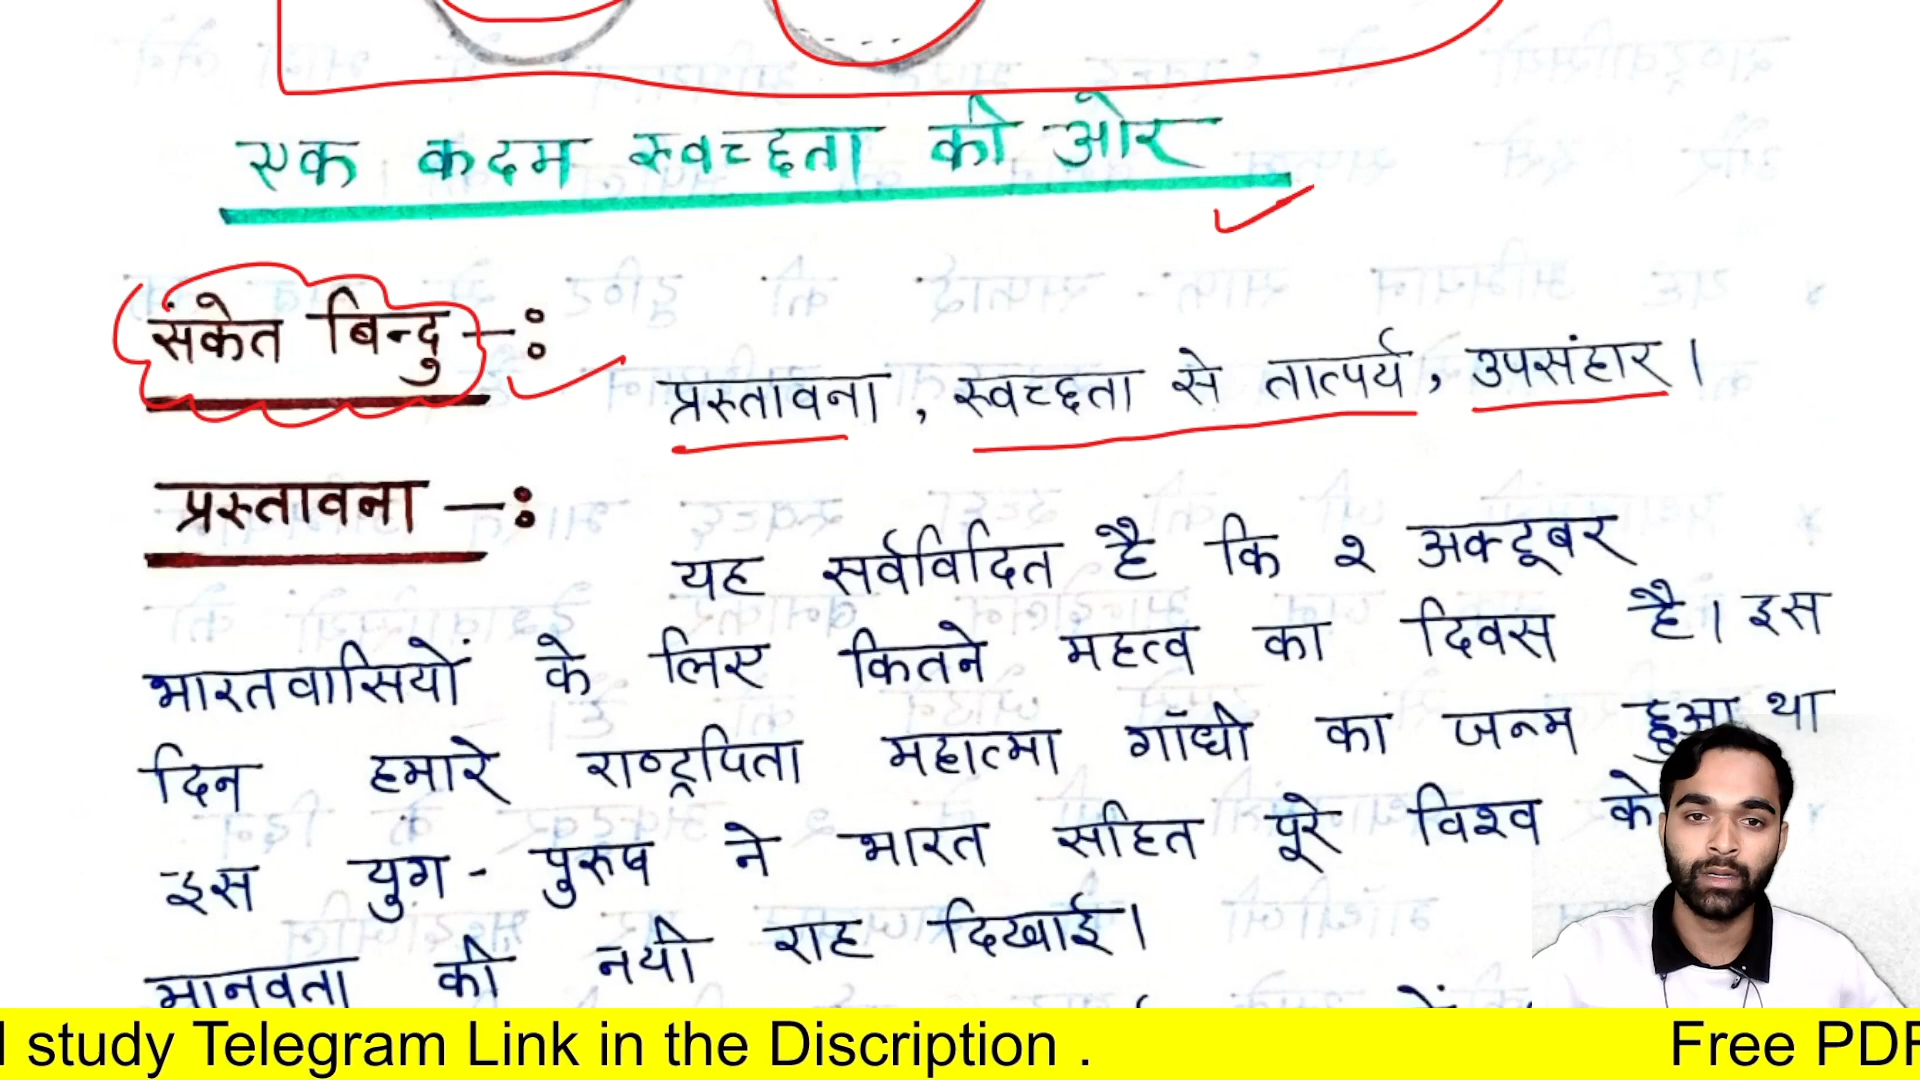 एक कदम स्वच्छता की ओर
संकेत बिन्दु -:
प्रस्तावना, स्वच्छता से तात्पर्य, उपसंहार।
प्रस्तावना -:
यह सर्वविदित है कि २ अक्टूबर
भारतवासियों के लिए कितने महत्व का दिवस है। इस
दिन हमारे राष्ट्रपिता महात्मा गाँधी का जन्म हुआ था
इस युग-पुरुष ने भारत सहित पूरे विश्व को
मानवता की नयी राह दिखाई।
study Telegram Link in the Discription . Free PDF